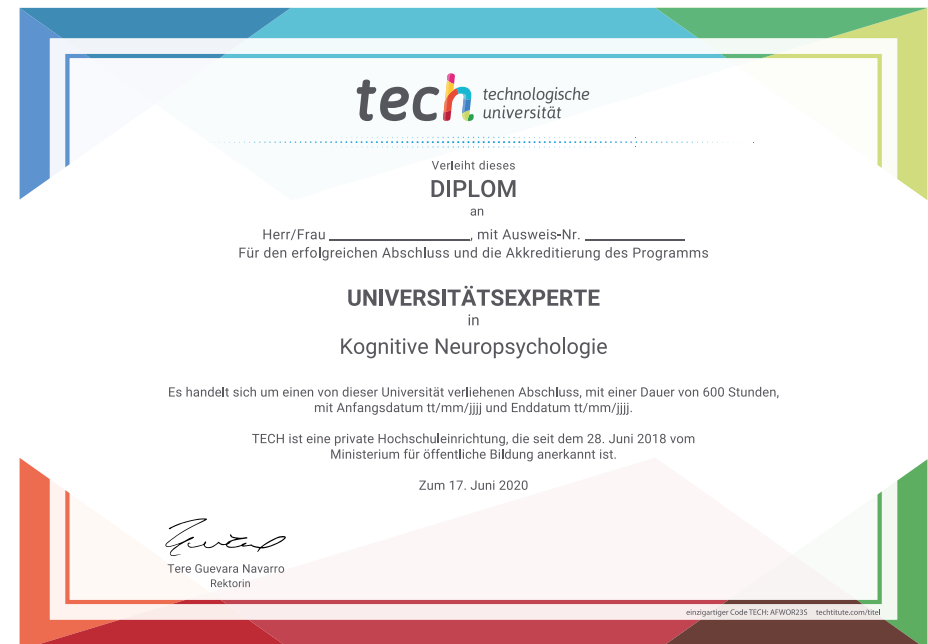 tech technologische
universität
Verleiht dieses
DIPLOM
an
Herr/Frau ____________________, mit Ausweis-Nr. ______________
Für den erfolgreichen Abschluss und die Akkreditierung des Programms
UNIVERSITÄTSEXPERTE
in
Kognitive Neuropsychologie
Es handelt sich um einen von dieser Universität verliehenen Abschluss, mit einer Dauer von 600 Stunden,
mit Anfangsdatum tt/mm/jjjj und Enddatum tt/mm/jjjj.
TECH ist eine private Hochschuleinrichtung, die seit dem 28. Juni 2018 vom
Ministerium für öffentliche Bildung anerkannt ist.
Zum 17. Juni 2020
Tere Guevara Navarro
Rektorin
einzigartiger Code TECH: AFWOR23S techtitute.com/titel